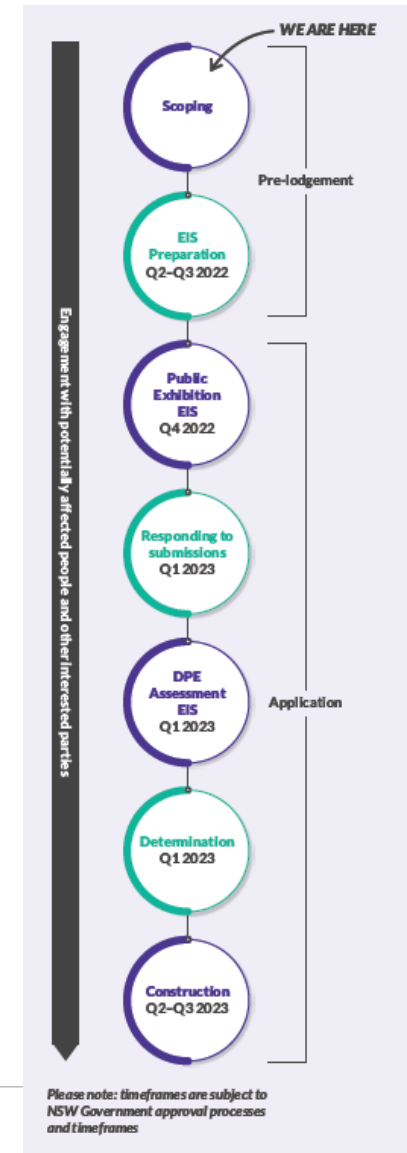 WE ARE HERE
Scoping
Pre-lodgement
EIS
Preparation
Q2–Q3 2022
Engagement with potentially affected people and other interested parties
Public
Exhibition
EIS
Q4 2022
Responding to
submissions
Q1 2023
DPE
Assessment
EIS
Q1 2023
Application
Determination
Q1 2023
Construction
Q2–Q3 2023
Please note: timeframes are subject to
NSW Government approval processes
and timeframes